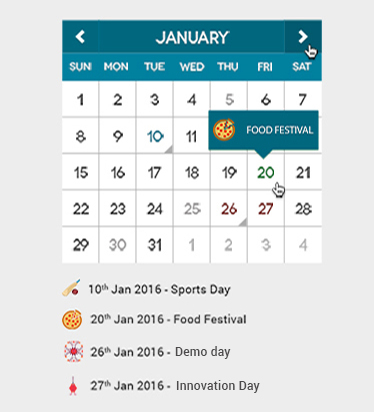 JANUARY
SUN MON TUE WED THU FRI SAT
1 2 3 4 5 6 7
8 9 10 11 FOOD FESTIVAL
15 16 17 18 19 20 21
22 23 24 25 26 27 28
29 30 31 1 2 3 4
10th Jan 2016 - Sports Day
20th Jan 2016 - Food Festival
26th Jan 2016 - Demo day
27th Jan 2016 - Innovation Day